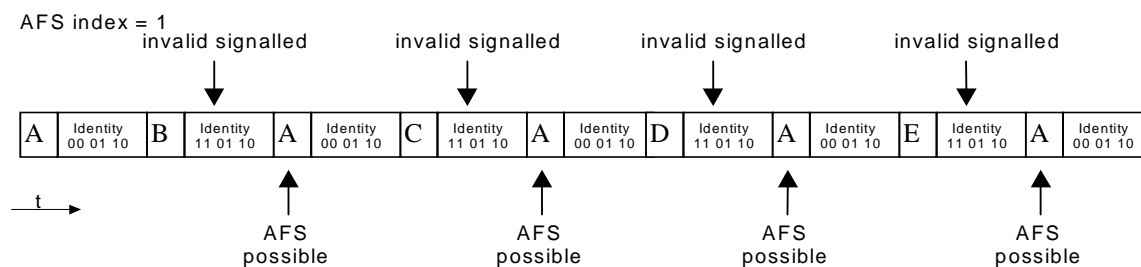 AFS index = 1
invalid signalled invalid signalled invalid signalled invalid signalled
A Identity B Identity A Identity C Identity A Identity D Identity A Identity E Identity A Identity
00 01 10 11 01 10 00 01 10 11 01 10 00 01 10 11 01 10 00 01 10 11 01 10 00 01 10
t
AFS AFS AFS AFS
possible possible possible possible